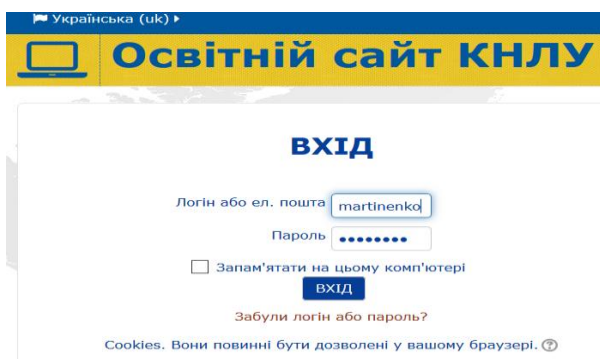 Українська (uk)
Освітній сайт КНЛУ
ВХІД
Логін або ел. пошта martinenko
Пароль ••••••••
Запам'ятати на цьому комп'ютері
ВХІД
Забули логін або пароль?
Cookies. Вони повинні бути дозволені у вашому браузері.